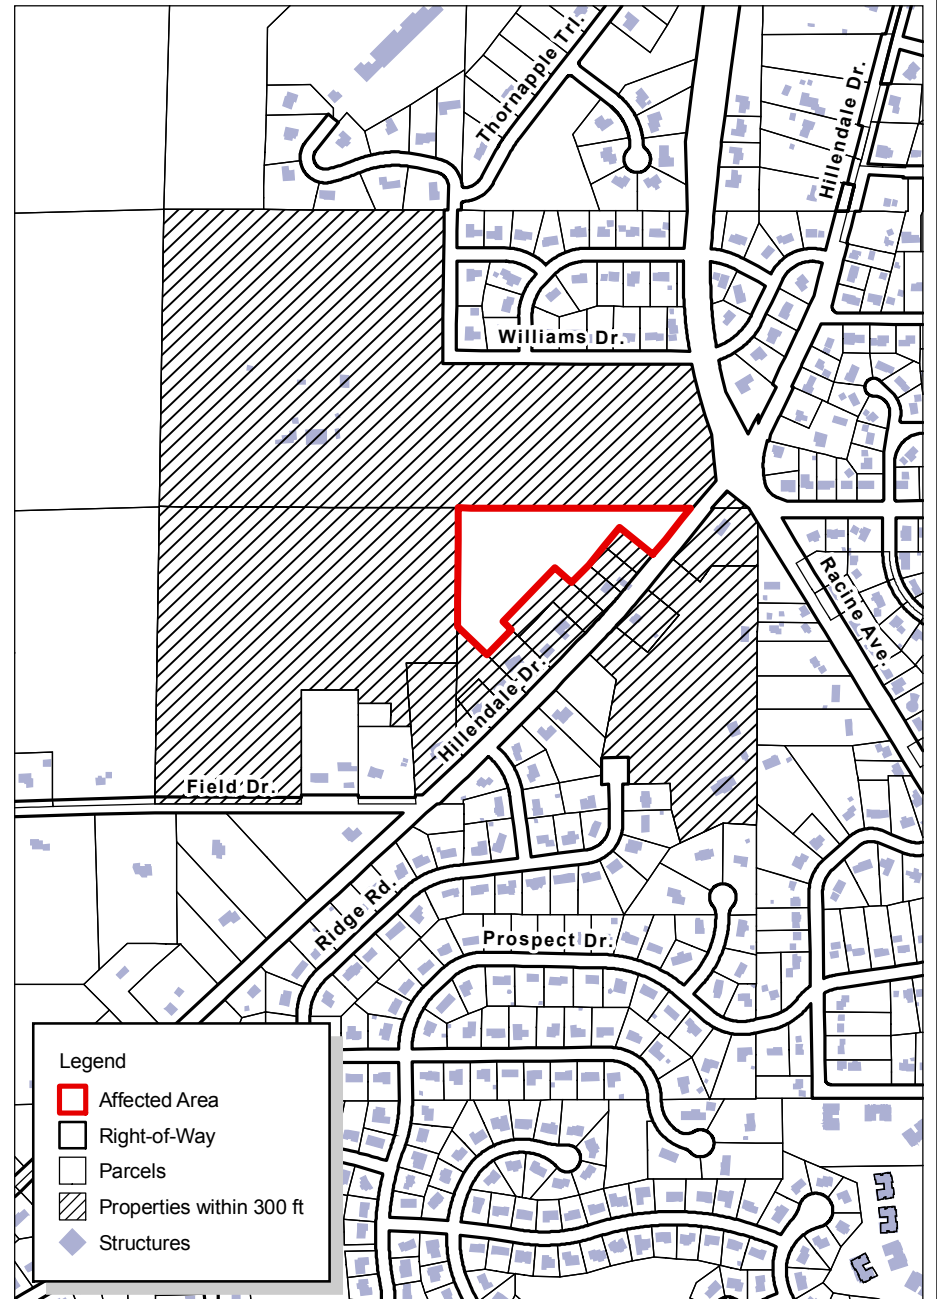 Thornapple Trl.
Hillendale Dr.
Williams Dr.
Racine Ave.
Hillendale Dr.
Field Dr.
Ridge Rd.
Prospect Dr.
Legend
Affected Area
Right-of-Way
Parcels
Properties within 300 ft
Structures